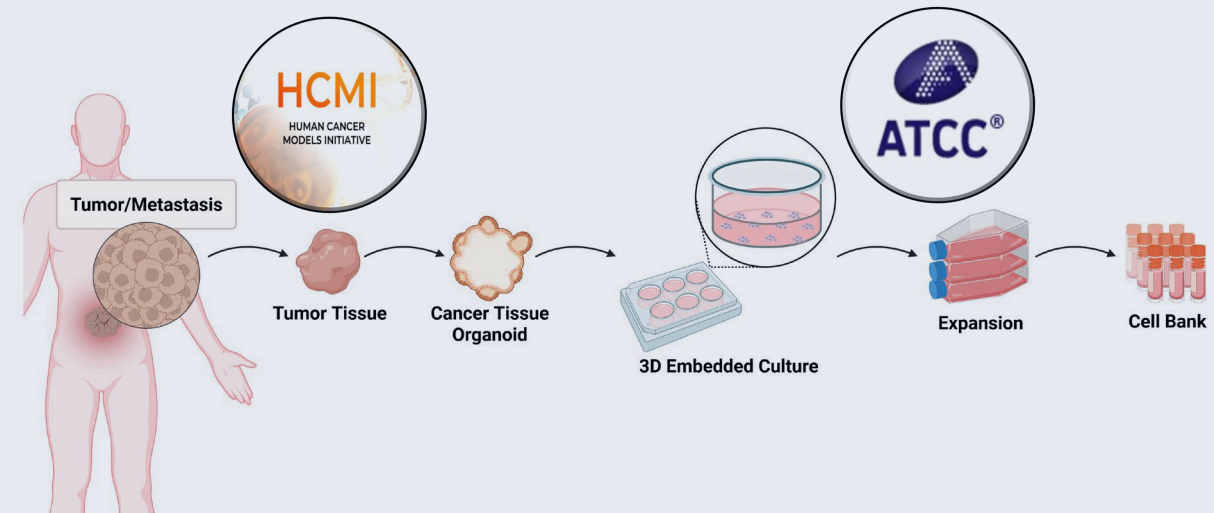 HCMI
HUMAN CANCER
MODELS INITIATIVE
ATCC®
Tumor/Metastasis
Tumor Tissue
Cancer Tissue
Organoid
3D Embedded Culture
Expansion
Cell Bank